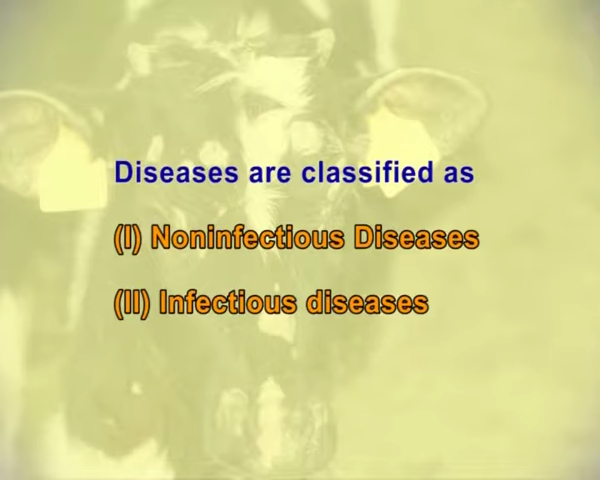 Diseases are classified as
(I) Noninfectious Diseases
(II) Infectious diseases